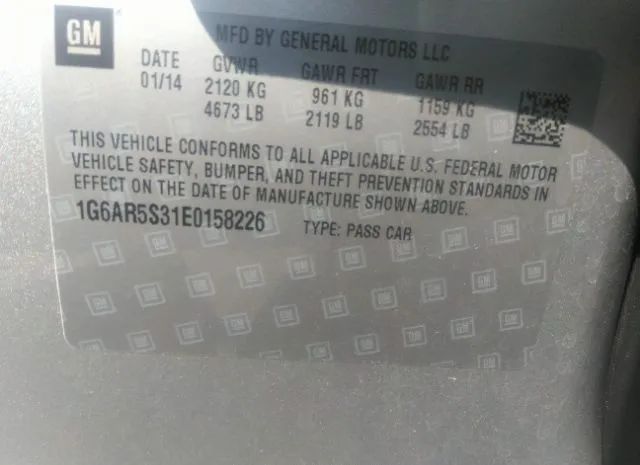 GM
MFD BY GENERAL MOTORS LLC
DATE GVWR GAWR FRT GAWR RR
01/14 2120 KG 961 KG 1159 KG
4673 LB 2119 LB 2554 LB
THIS VEHICLE CONFORMS TO ALL APPLICABLE U.S. FEDERAL MOTOR
VEHICLE SAFETY, BUMPER, AND THEFT PREVENTION STANDARDS IN
EFFECT ON THE DATE OF MANUFACTURE SHOWN ABOVE.
1G6AR5S31E0158226 TYPE: PASS CAR